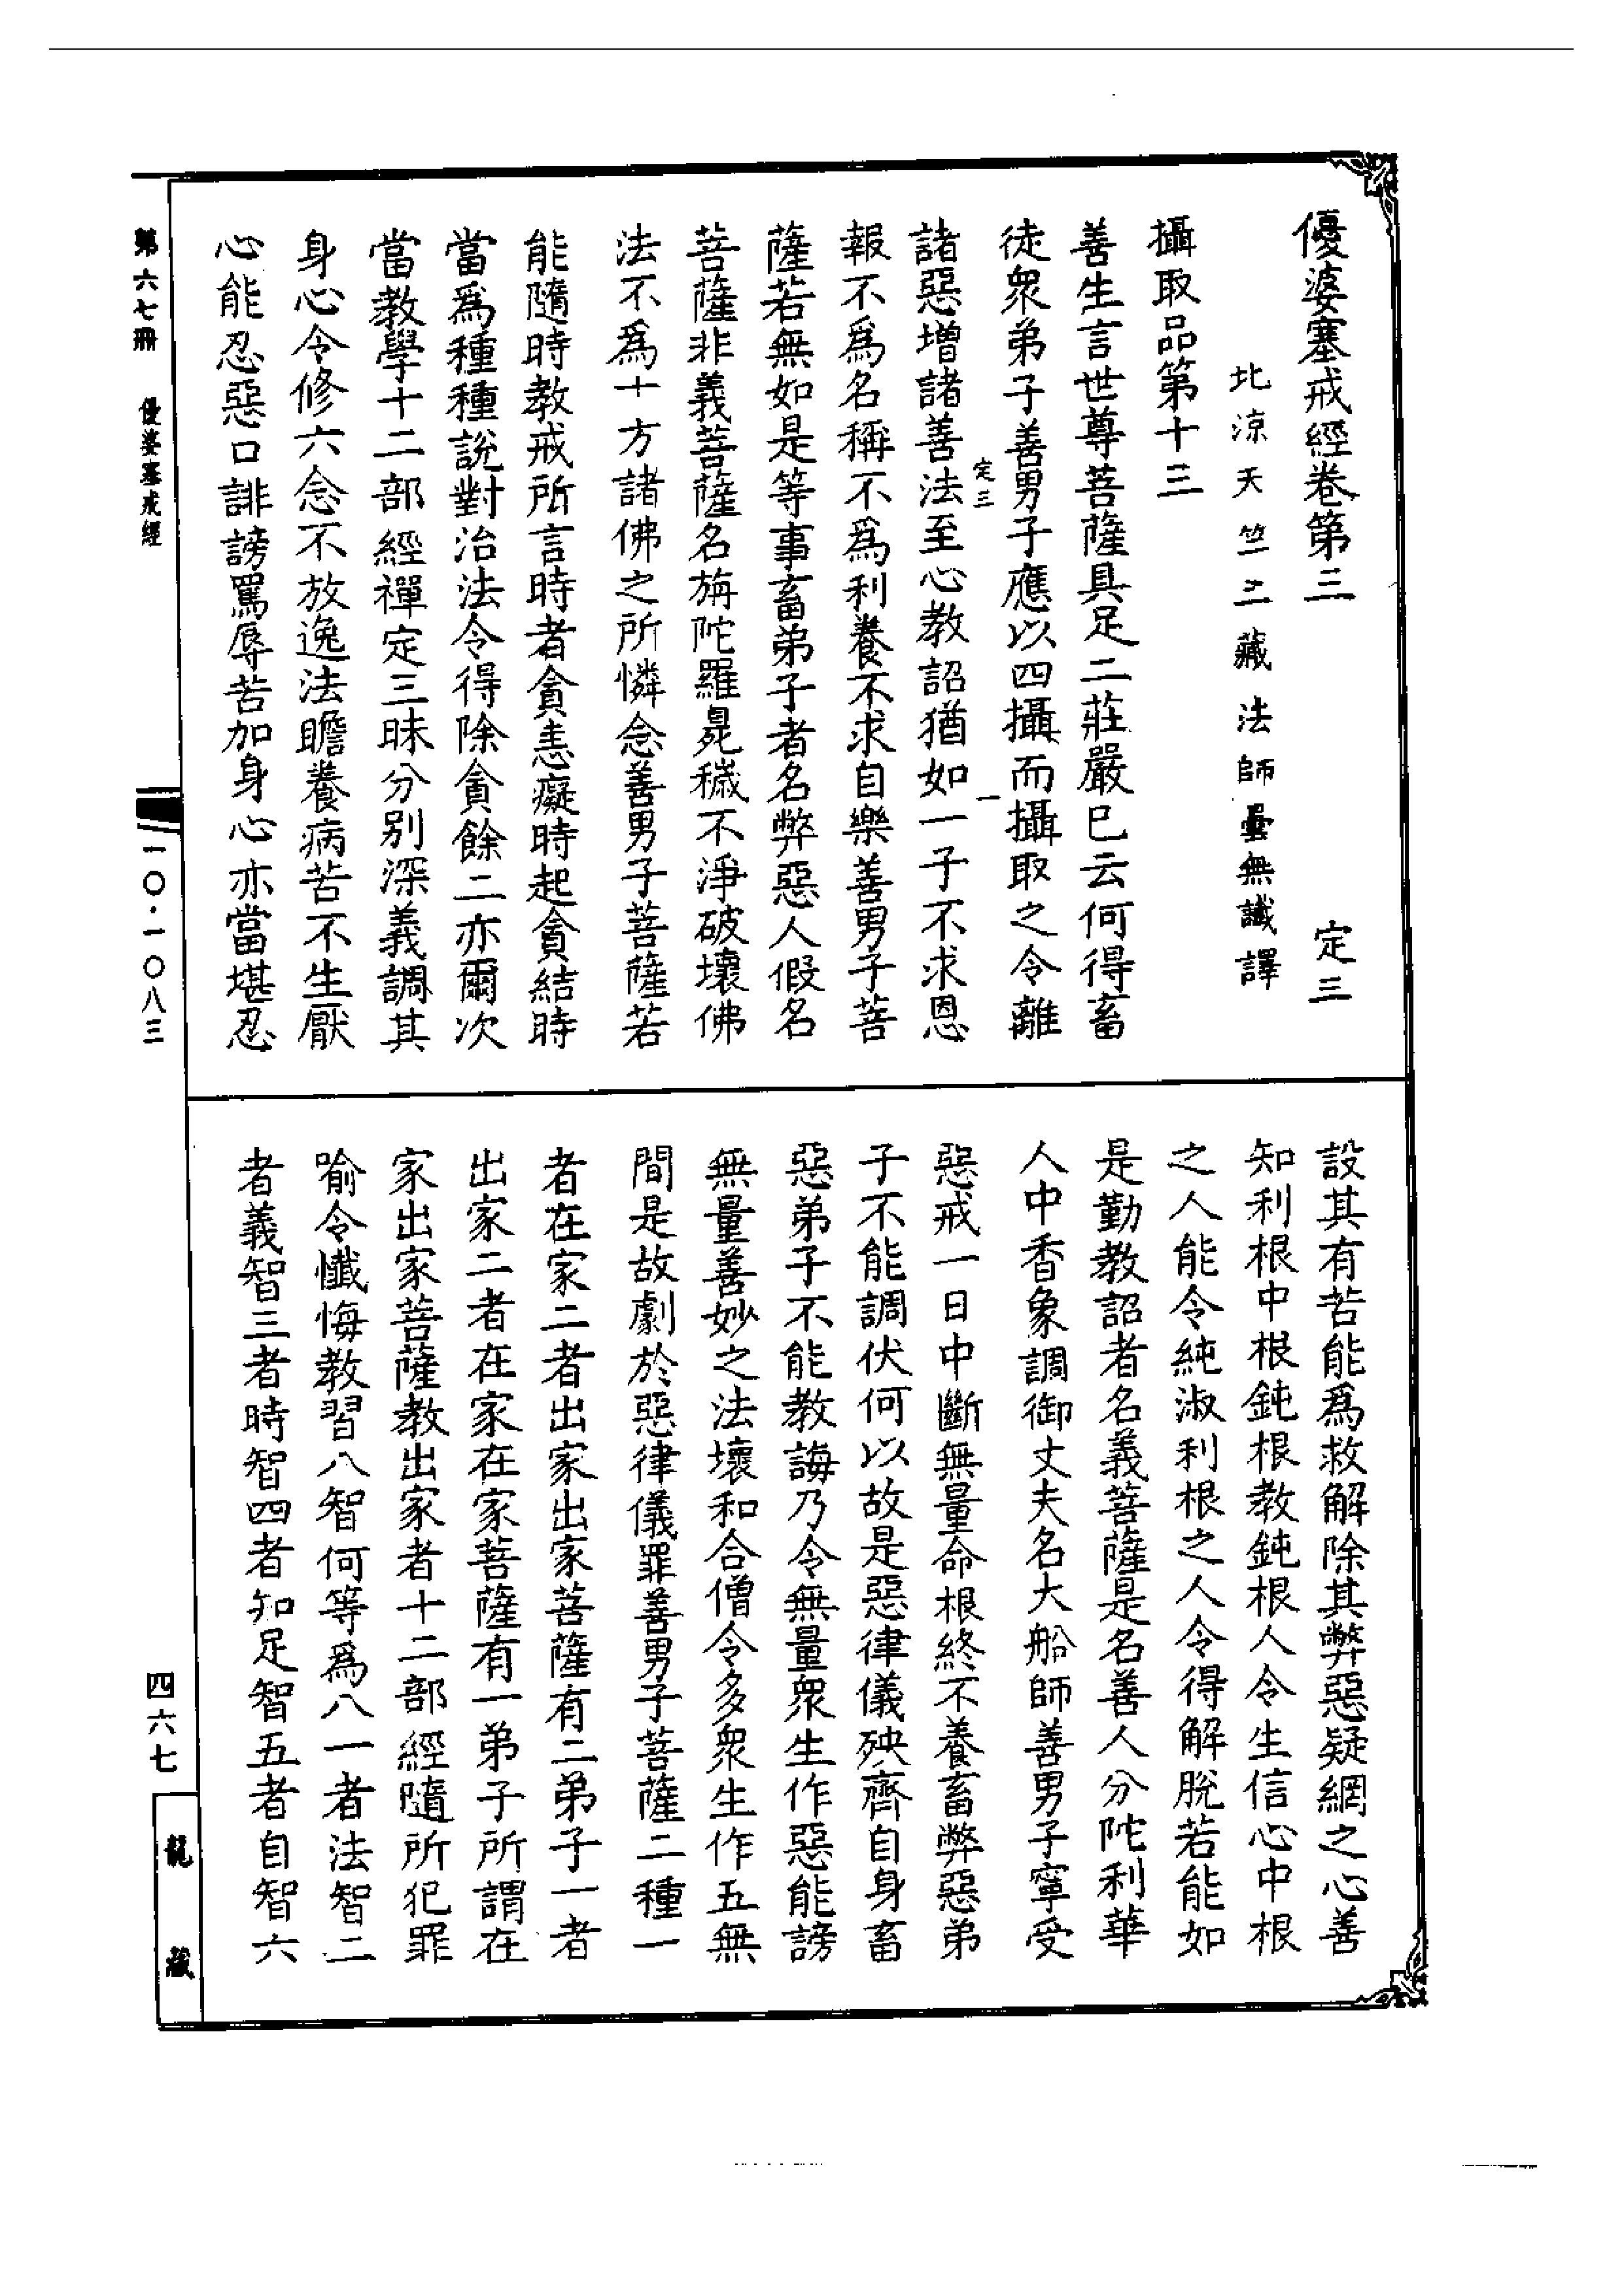 優婆塞戒經卷第三　定三
北涼天竺三藏法師曇無讖譯
攝取品第十三
善生言世尊菩薩具足二莊嚴已云何得畜
徒衆弟子善男子應以四攝而攝取之令離
定三　一
諸惡增諸善法至心教詔猶如一子不求恩
報不爲名稱不爲利養不求自樂善男子菩
薩若無如是等事畜弟子者名弊惡人假名
菩薩非義菩薩名旃陀羅臭穢不淨破壞佛
法不爲十方諸佛之所憐念善男子菩薩若
能隨時教戒所言時者貪恚癡時起貪結時
當爲種種說對治法令得除貪餘二亦爾次
當教學十二部經禪定三昧分別深義調其
身心令修六念不放逸法瞻養病苦不生厭
心能忍惡口誹謗罵辱苦加身心亦當堪忍
設其有苦能爲救解除其弊惡疑網之心善
知利根中根鈍根教鈍根人令生信心中根
之人能令純淑利根之人令得解脫若能如
是勤教詔者名義菩薩是名善人分陀利華
人中香象調御丈夫名大船師善男子寧受
惡戒一日中斷無量命根終不養畜弊惡弟
子不能調伏何以故是惡律儀殃齊自身畜
惡弟子不能教誨乃令無量衆生作惡能謗
無量善妙之法壞和合僧令多衆生作五無
間是故劇於惡律儀罪善男子菩薩二種一
者在家二者出家出家菩薩有二弟子一者
出家二者在家在家菩薩有一弟子所謂在
家出家菩薩教出家者十二部經隨所犯罪
喻令懺悔教習八智何等爲八一者法智二
者義智三者時智四者知足智五者自智六
第六七冊　優婆塞戒經　一〇·一〇八三　四六七　龍藏